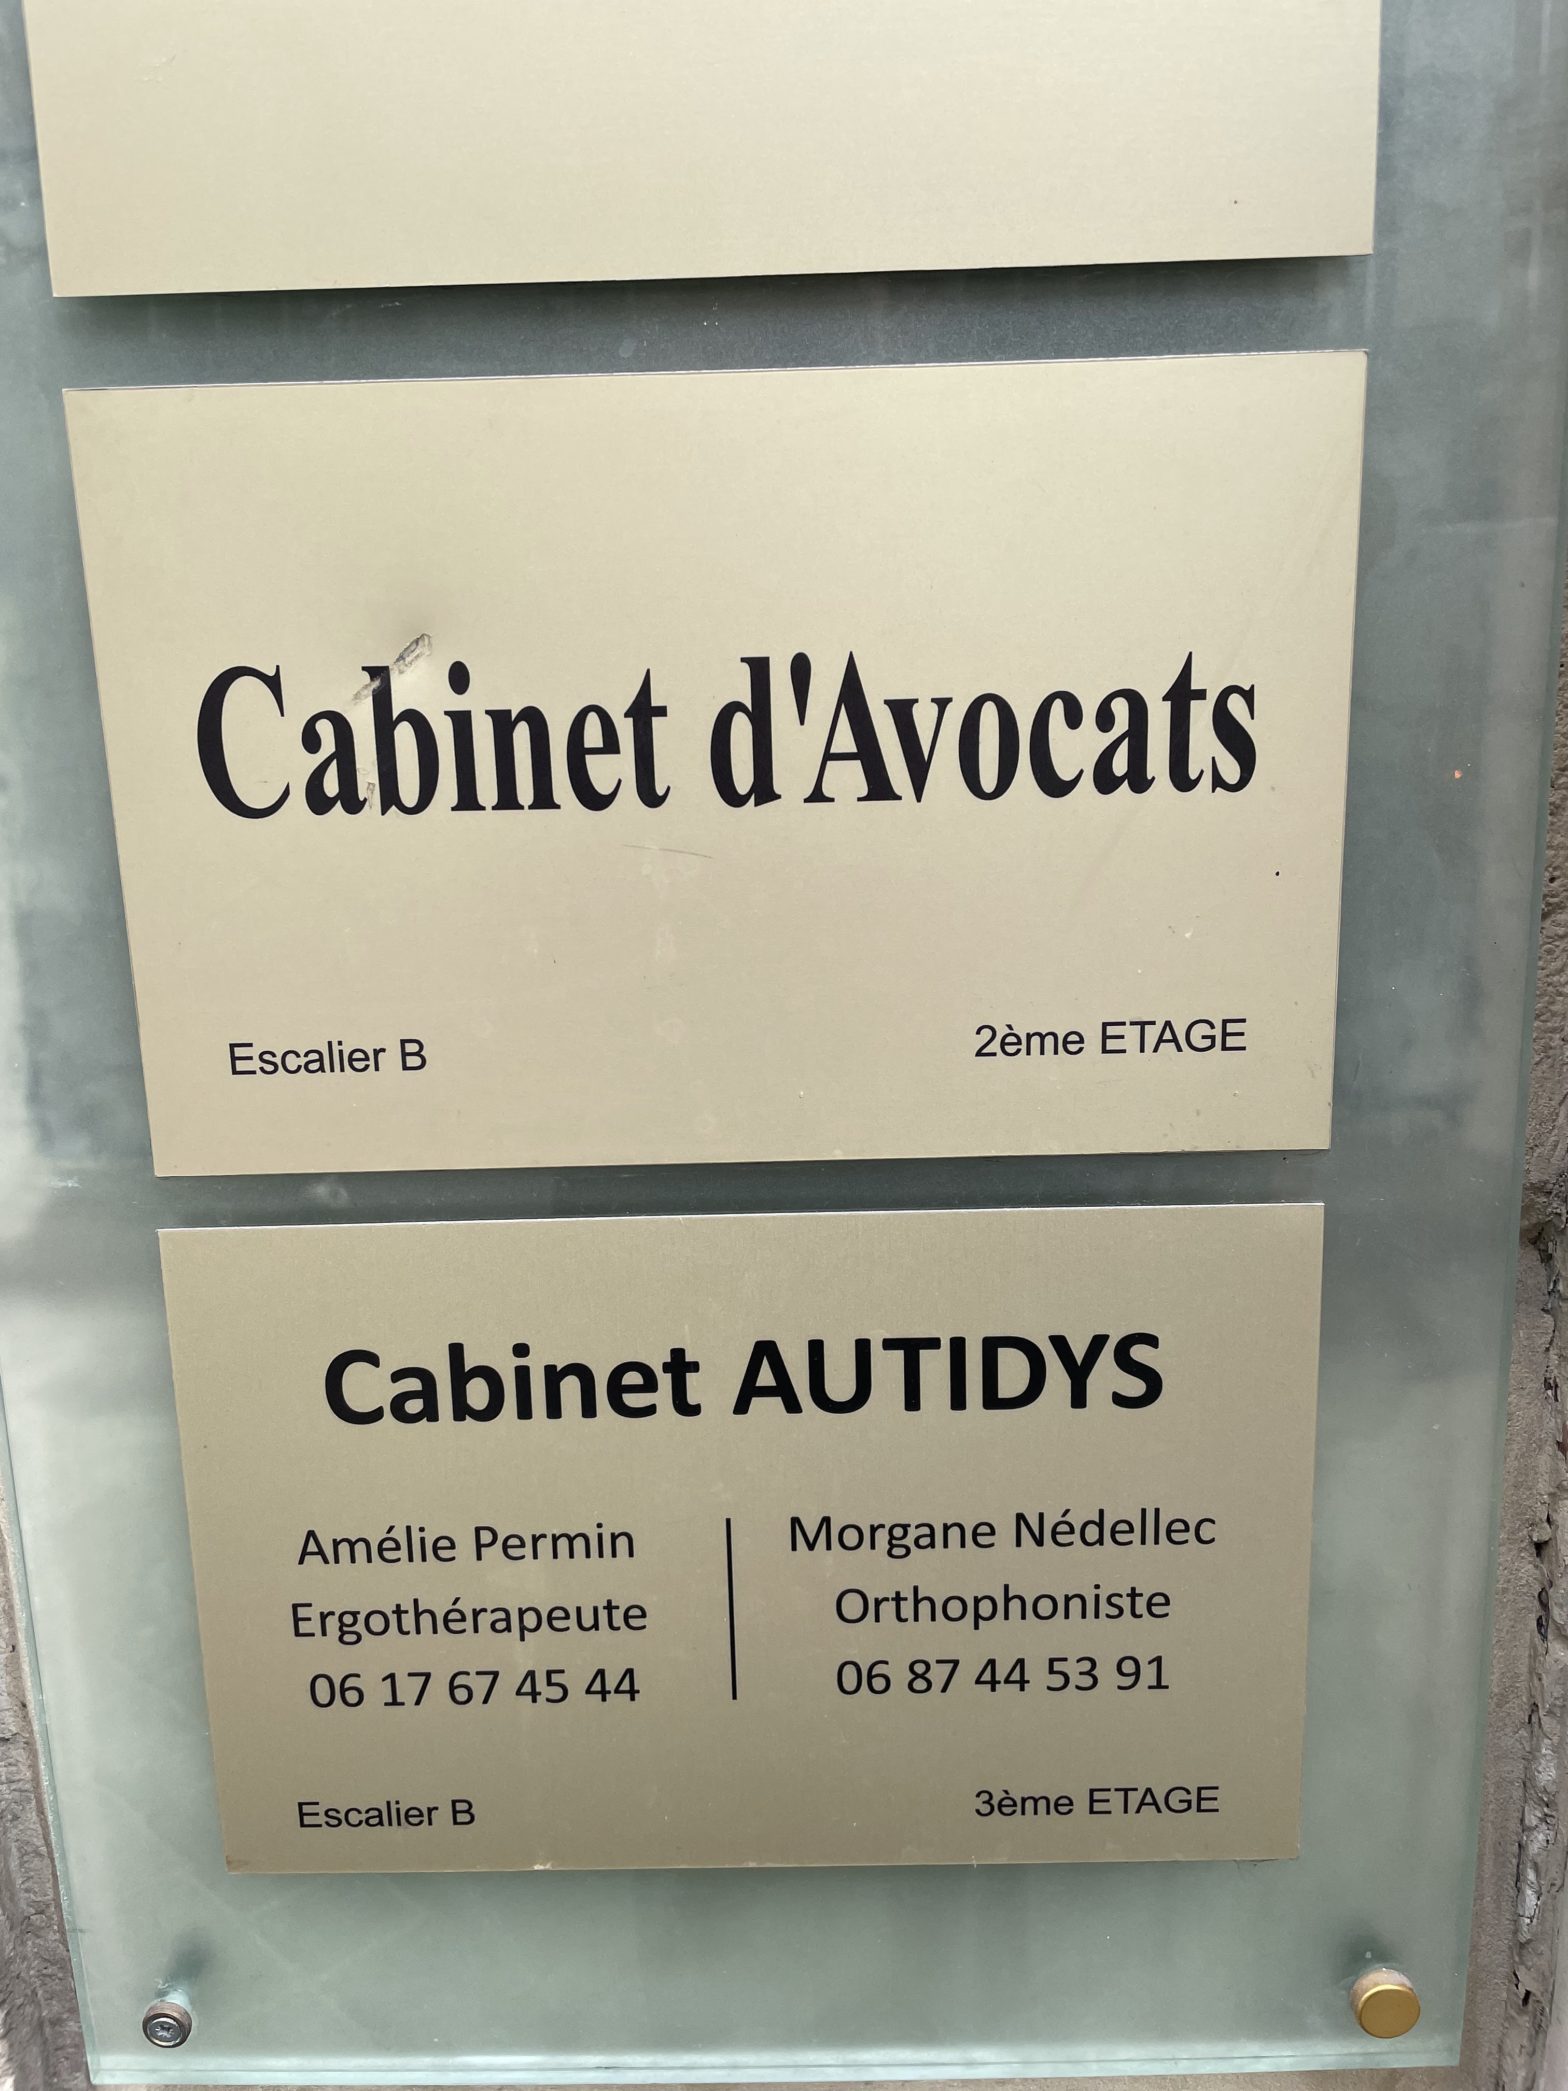 Cabinet d'Avocats
Escalier B 2ème ETAGE
Cabinet AUTIDYS
Amélie Permin
Ergothérapeute
06 17 67 45 44
Morgane Nédellec
Orthophoniste
06 87 44 53 91
Escalier B 3ème ETAGE